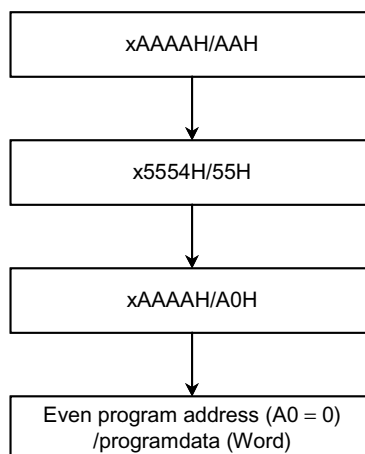 xAAAAH/AAH
x5554H/55H
xAAAAH/A0H
Even program address (A0 = 0)
/programdata (Word)